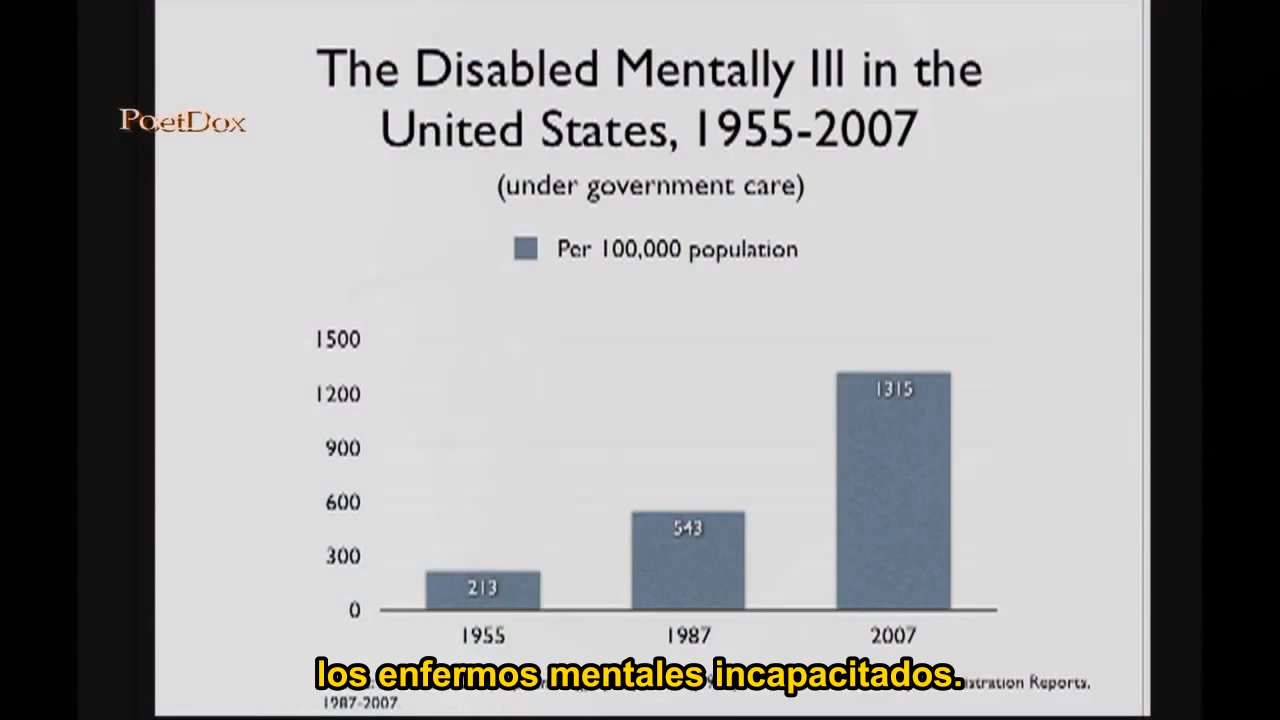 The Disabled Mentally Ill in the
PoetDox
United States, 1955-2007
(under government care)
Per 100,000 population
1500
1200
900
600
300
0
1315
543
213
1955 1987 2007
los enfermos mentales incapacitados.
Reports.
1987-2007.